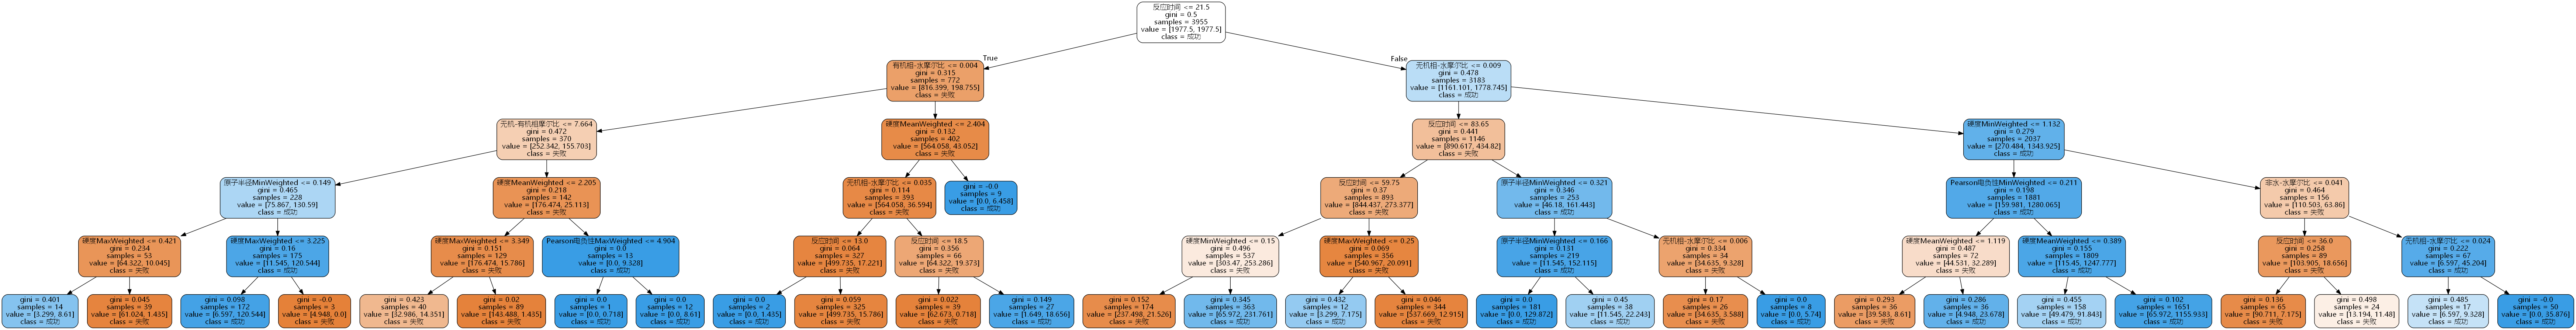 反应时间 <= 21.5
gini = 0.5
samples = 3955
value = [1977.5, 1977.5]
class = 成功
True
False
有机相-水摩尔比 <= 0.004
gini = 0.315
samples = 772
value = [816.399, 198.755]
class = 失败
无机相-水摩尔比 <= 0.009
gini = 0.478
samples = 3183
value = [1161.101, 1778.745]
class = 成功
无机-有机相摩尔比 <= 7.664
gini = 0.472
samples = 370
value = [252.342, 155.703]
class = 失败
硬度MeanWeighted <= 2.404
gini = 0.132
samples = 402
value = [564.058, 43.052]
class = 失败
反应时间 <= 83.65
gini = 0.441
samples = 1146
value = [890.617, 434.82]
class = 失败
硬度MinWeighted <= 1.132
gini = 0.279
samples = 2037
value = [270.484, 1343.925]
class = 成功
原子半径MinWeighted <= 0.149
gini = 0.465
samples = 228
value = [75.867, 130.59]
class = 成功
硬度MeanWeighted <= 2.205
gini = 0.218
samples = 142
value = [176.474, 25.113]
class = 失败
无机相-水摩尔比 <= 0.035
gini = 0.114
samples = 393
value = [564.058, 36.594]
class = 失败
gini = -0.0
samples = 9
value = [0.0, 6.458]
class = 成功
反应时间 <= 59.75
gini = 0.37
samples = 893
value = [844.437, 273.377]
class = 失败
原子半径MinWeighted <= 0.321
gini = 0.346
samples = 253
value = [46.18, 161.443]
class = 成功
Pearson电负性MinWeighted <= 0.211
gini = 0.198
samples = 1881
value = [159.981, 1280.065]
class = 成功
非水-水摩尔比 <= 0.041
gini = 0.464
samples = 156
value = [110.503, 63.86]
class = 失败
硬度MaxWeighted <= 0.421
gini = 0.234
samples = 53
value = [64.322, 10.045]
class = 失败
硬度MaxWeighted <= 3.225
gini = 0.16
samples = 175
value = [11.545, 120.544]
class = 成功
硬度MaxWeighted <= 3.349
gini = 0.151
samples = 129
value = [176.474, 15.786]
class = 失败
Pearson电负性MaxWeighted <= 4.904
gini = 0.0
samples = 13
value = [0.0, 9.328]
class = 成功
反应时间 <= 13.0
gini = 0.064
samples = 327
value = [499.735, 17.221]
class = 失败
反应时间 <= 18.5
gini = 0.356
samples = 66
value = [64.322, 19.373]
class = 失败
硬度MinWeighted <= 0.15
gini = 0.496
samples = 537
value = [303.47, 253.286]
class = 失败
硬度MaxWeighted <= 0.25
gini = 0.069
samples = 356
value = [540.967, 20.091]
class = 失败
原子半径MinWeighted <= 0.166
gini = 0.131
samples = 219
value = [11.545, 152.115]
class = 成功
无机相-水摩尔比 <= 0.006
gini = 0.334
samples = 34
value = [34.635, 9.328]
class = 失败
硬度MeanWeighted <= 1.119
gini = 0.487
samples = 72
value = [44.531, 32.289]
class = 失败
硬度MeanWeighted <= 0.389
gini = 0.155
samples = 1809
value = [115.45, 1247.777]
class = 成功
反应时间 <= 36.0
gini = 0.258
samples = 89
value = [103.905, 18.656]
class = 失败
无机相-水摩尔比 <= 0.024
gini = 0.222
samples = 67
value = [6.597, 45.204]
class = 成功
gini = 0.401
samples = 14
value = [3.299, 8.61]
class = 成功
gini = 0.045
samples = 39
value = [61.024, 1.435]
class = 失败
gini = 0.098
samples = 172
value = [6.597, 120.544]
class = 成功
gini = -0.0
samples = 3
value = [4.948, 0.0]
class = 失败
gini = 0.423
samples = 40
value = [32.986, 14.351]
class = 失败
gini = 0.02
samples = 89
value = [143.488, 1.435]
class = 失败
gini = 0.0
samples = 1
value = [0.0, 0.718]
class = 成功
gini = 0.0
samples = 12
value = [0.0, 8.61]
class = 成功
gini = 0.0
samples = 2
value = [0.0, 1.435]
class = 成功
gini = 0.059
samples = 325
value = [499.735, 15.786]
class = 失败
gini = 0.022
samples = 39
value = [62.673, 0.718]
class = 失败
gini = 0.149
samples = 27
value = [1.649, 18.656]
class = 成功
gini = 0.152
samples = 174
value = [237.498, 21.526]
class = 失败
gini = 0.345
samples = 363
value = [65.972, 231.761]
class = 成功
gini = 0.432
samples = 12
value = [3.299, 7.175]
class = 成功
gini = 0.046
samples = 344
value = [537.669, 12.915]
class = 失败
gini = 0.0
samples = 181
value = [0.0, 129.872]
class = 成功
gini = 0.45
samples = 38
value = [11.545, 22.243]
class = 成功
gini = 0.17
samples = 26
value = [34.635, 3.588]
class = 失败
gini = 0.0
samples = 8
value = [0.0, 5.74]
class = 成功
gini = 0.293
samples = 36
value = [39.583, 8.61]
class = 失败
gini = 0.286
samples = 36
value = [4.948, 23.678]
class = 成功
gini = 0.455
samples = 158
value = [49.479, 91.843]
class = 成功
gini = 0.102
samples = 1651
value = [65.972, 1155.933]
class = 成功
gini = 0.136
samples = 65
value = [90.711, 7.175]
class = 失败
gini = 0.498
samples = 24
value = [13.194, 11.48]
class = 失败
gini = 0.485
samples = 17
value = [6.597, 9.328]
class = 成功
gini = -0.0
samples = 50
value = [0.0, 35.876]
class = 成功